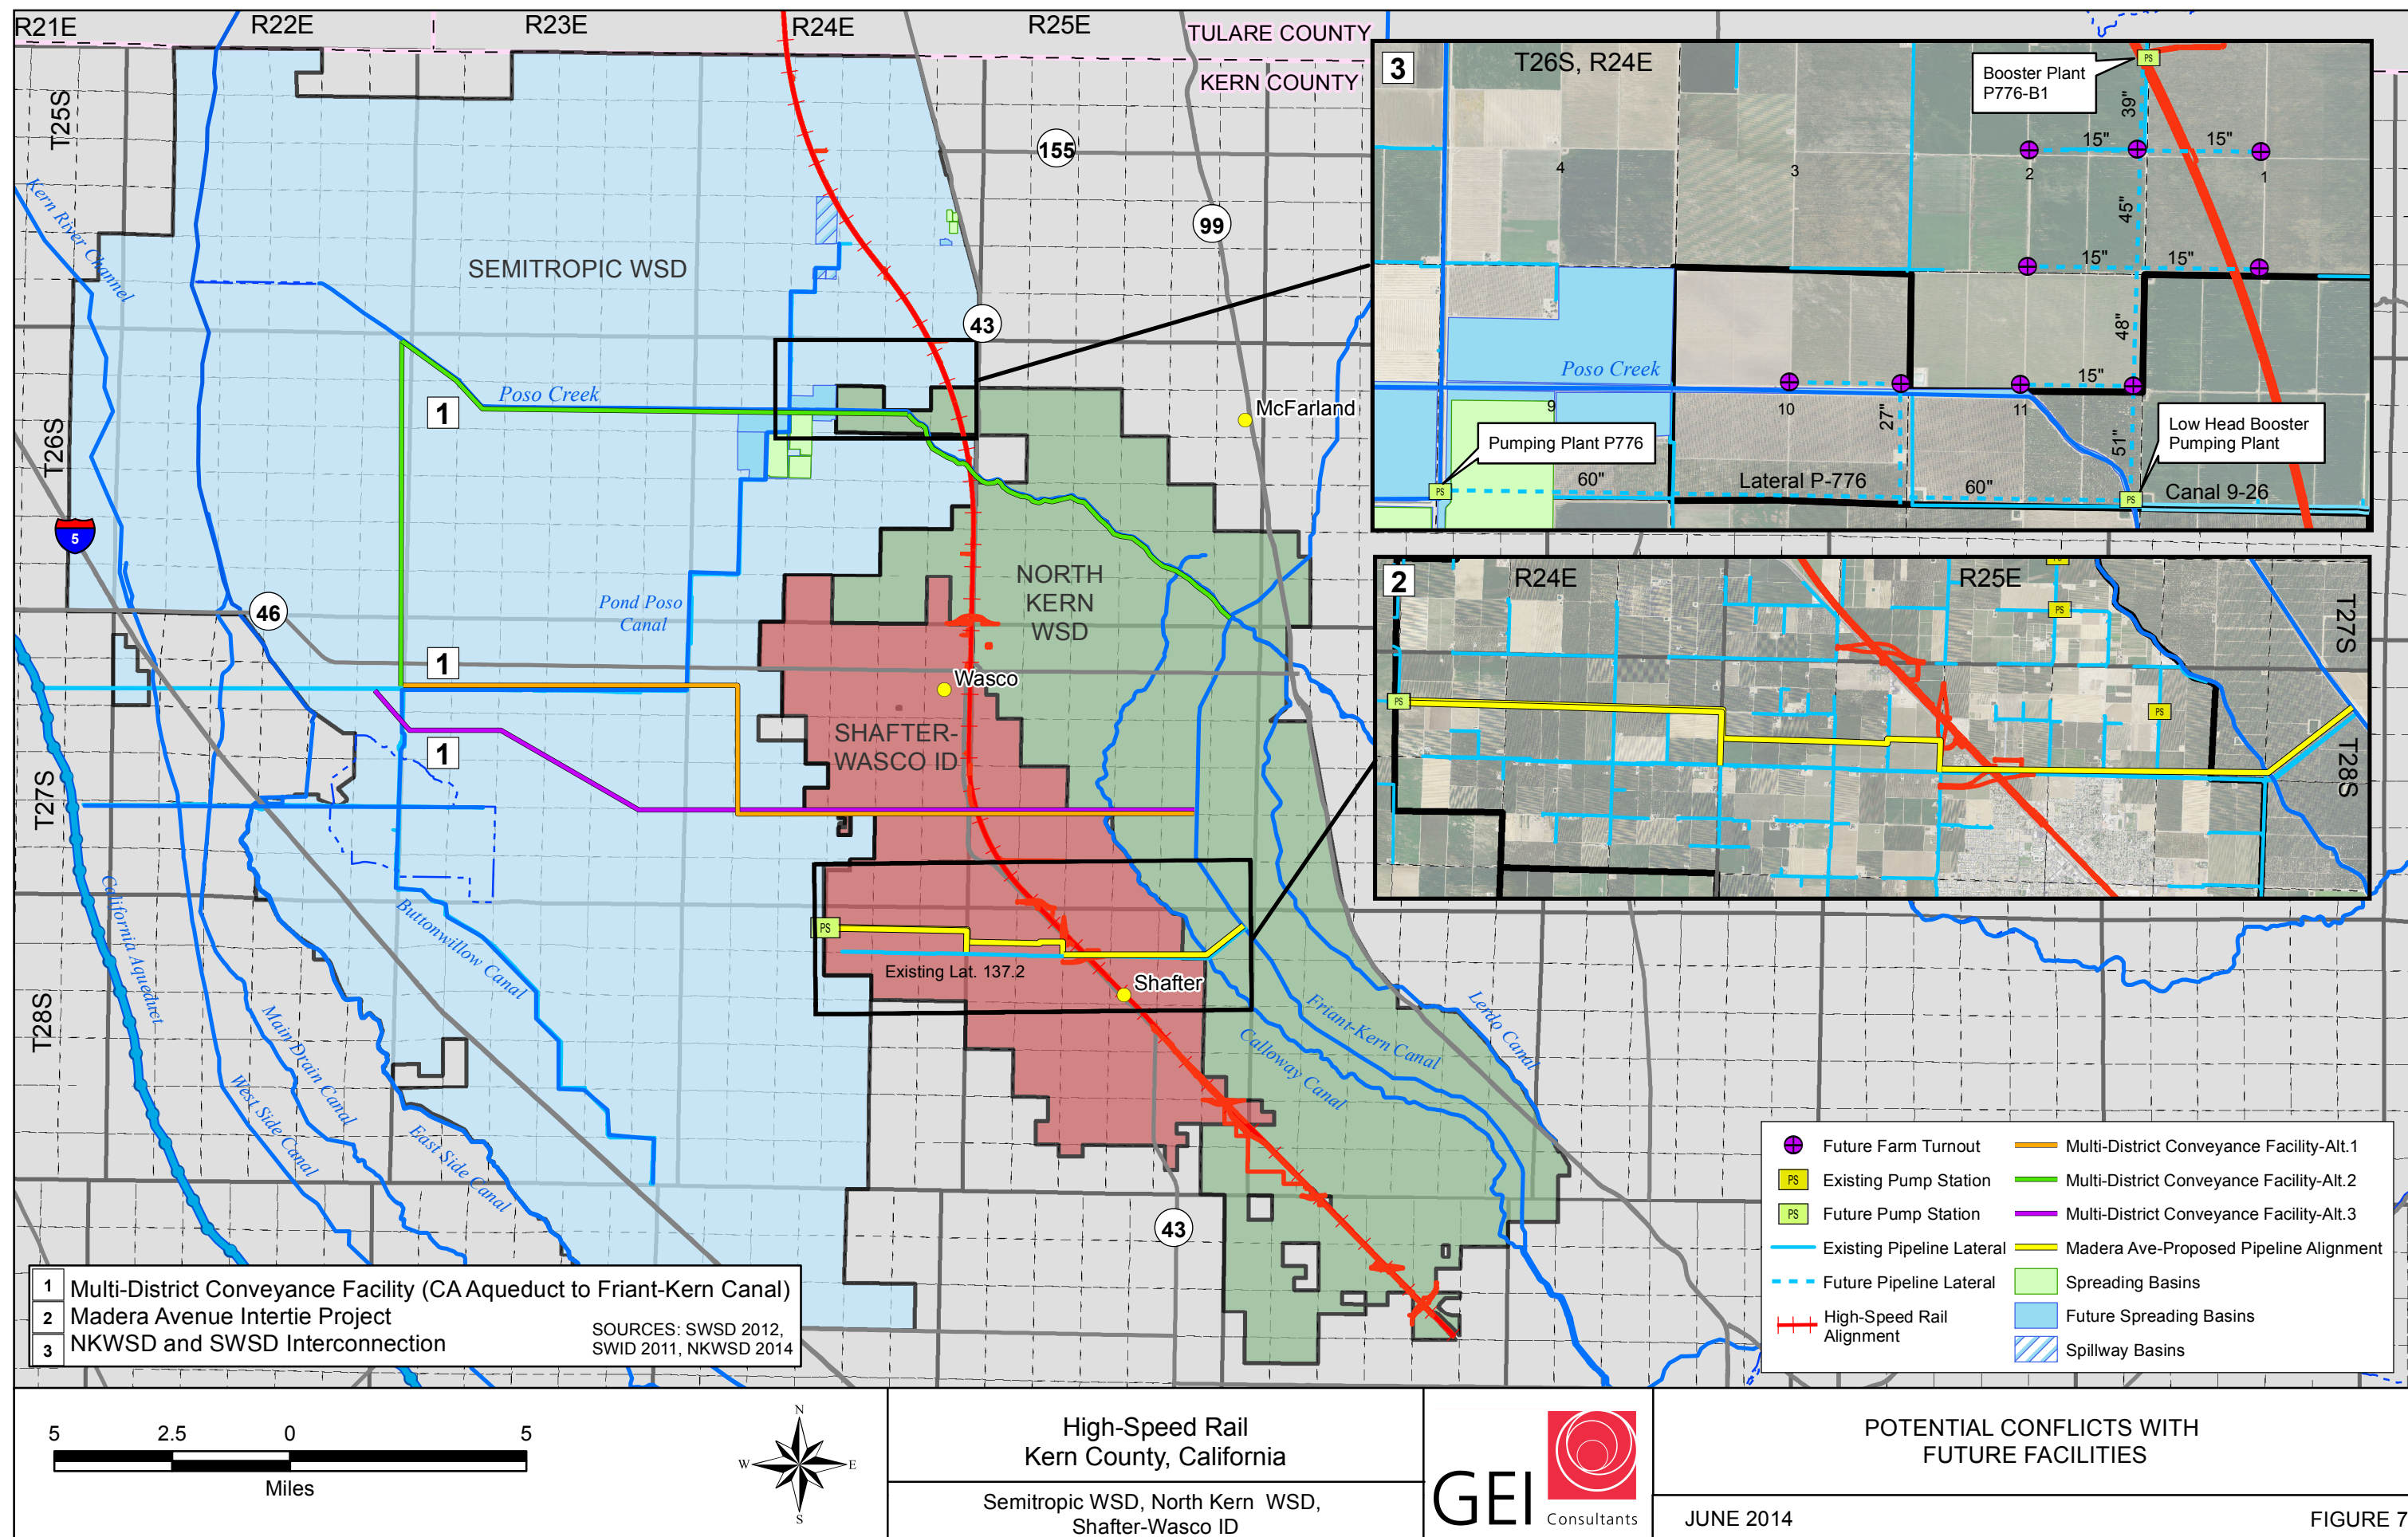 R21E
R22E
R23E
R24E
R25E
TULARE COUNTY
KERN COUNTY
T25S
T26S
T27S
T28S
155
99
43
46
5
43
Kern River Channel
SEMITROPIC WSD
Poso Creek
1
McFarland
NORTH
KERN
WSD
Pond Poso
Canal
1
Wasco
SHAFTER-
WASCO ID
1
California Aqueduct
Buttonwillow Canal
PS
Existing Lat. 137.2
Shafter
Main Drain Canal
West Side Canal
East Side Canal
Friant-Kern Canal
Calloway Canal
Lerdo Canal
3
T26S, R24E
Booster Plant
P776-B1
PS
39"
15"
15"
4
3
2
1
45"
15"
15"
48"
Poso Creek
15"
9
10
11
27"
51"
Pumping Plant P776
Low Head Booster
Pumping Plant
PS
60"
Lateral P-776
60"
PS
Canal 9-26
2
R24E
R25E
PS
PS
T27S
PS
PS
T28S
Future Farm Turnout
PS
Existing Pump Station
PS
Future Pump Station
Existing Pipeline Lateral
Future Pipeline Lateral
High-Speed Rail
Alignment
Multi-District Conveyance Facility-Alt.1
Multi-District Conveyance Facility-Alt.2
Multi-District Conveyance Facility-Alt.3
Madera Ave-Proposed Pipeline Alignment
Spreading Basins
Future Spreading Basins
Spillway Basins
1 Multi-District Conveyance Facility (CA Aqueduct to Friant-Kern Canal)
2 Madera Avenue Intertie Project
3 NKWSD and SWSD Interconnection
SOURCES: SWSD 2012,
SWID 2011, NKWSD 2014
5 2.5 0 5
Miles
N
W E
S
High-Speed Rail
Kern County, California
Semitropic WSD, North Kern WSD,
Shafter-Wasco ID
GEI
Consultants
POTENTIAL CONFLICTS WITH
FUTURE FACILITIES
JUNE 2014
FIGURE 7